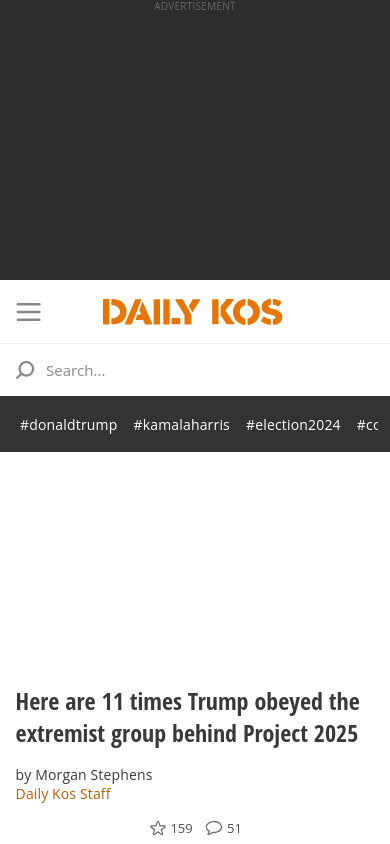 ADVERTISEMENT
DAILY KOS
Search...
#donaldtrump #kamalaharris #election2024
Here are 11 times Trump obeyed the
extremist group behind Project 2025
by Morgan Stephens
Daily Kos Staff
159 51